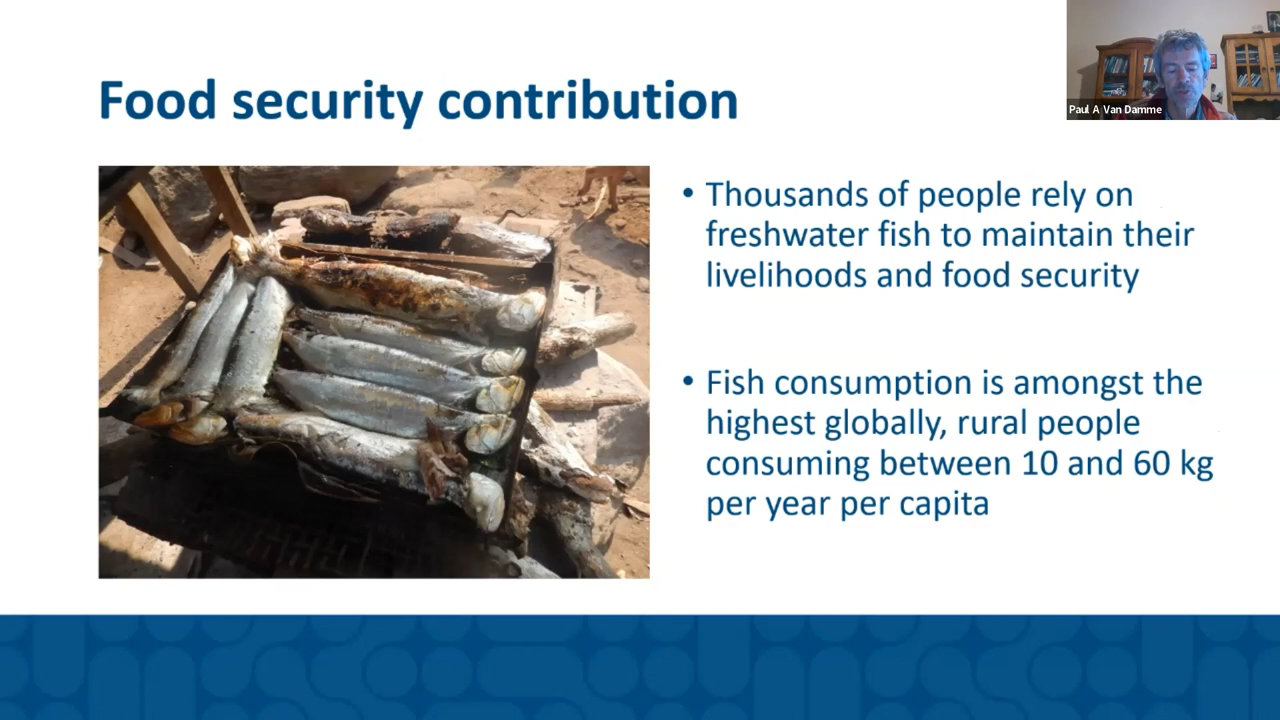 Food security contribution
Paul A Van Damme
• Thousands of people rely on
freshwater fish to maintain their
livelihoods and food security
• Fish consumption is amongst the
highest globally, rural people
consuming between 10 and 60 kg
per year per capita